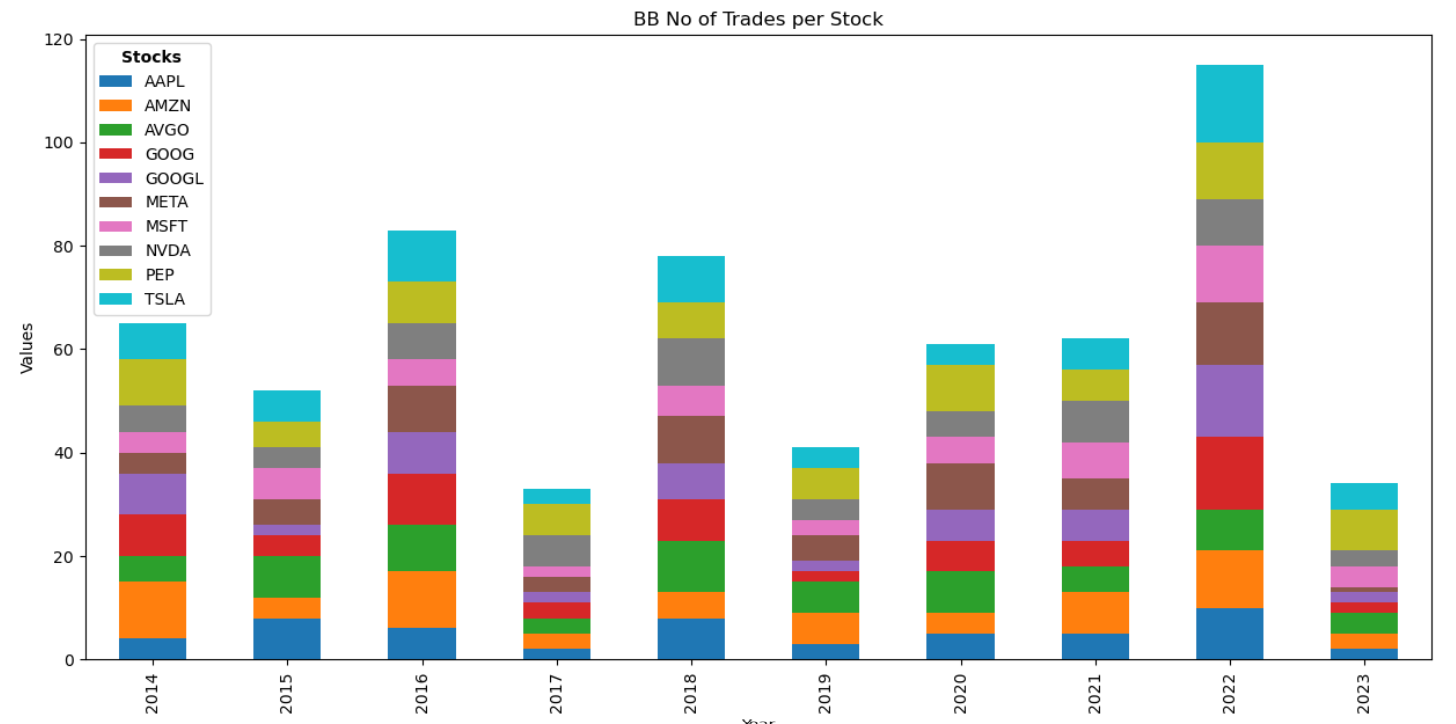 BB No of Trades per Stock
120
100
80
60
40
20
0
Values
Stocks
AAPL
AMZN
AVGO
GOOG
GOOGL
META
MSFT
NVDA
PEP
TSLA
2014
2015
2016
2017
2018
2019
2020
2021
2022
2023
Year